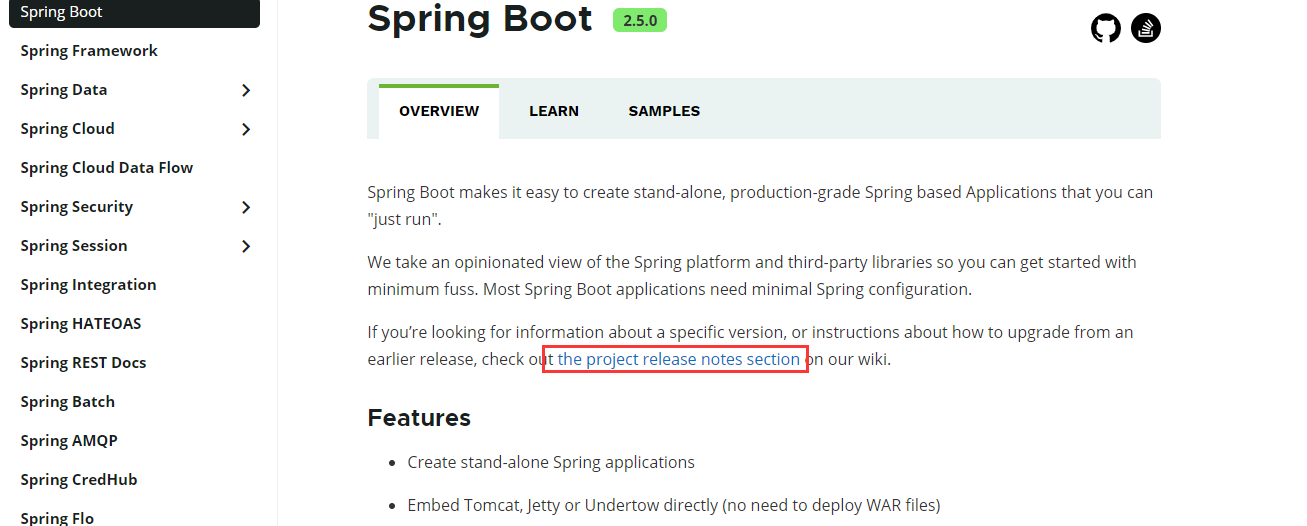 Spring Boot
Spring Framework
Spring Data
Spring Cloud
Spring Cloud Data Flow
Spring Security
Spring Session
Spring Integration
Spring HATEOAS
Spring REST Docs
Spring Batch
Spring AMQP
Spring CredHub
Spring Flo
Spring Boot 2.5.0
OVERVIEW LEARN SAMPLES
Spring Boot makes it easy to create stand-alone, production-grade Spring based Applications that you can
"just run".
We take an opinionated view of the Spring platform and third-party libraries so you can get started with
minimum fuss. Most Spring Boot applications need minimal Spring configuration.
If you’re looking for information about a specific version, or instructions about how to upgrade from an
earlier release, check out the project release notes section on our wiki.
Features
• Create stand-alone Spring applications
• Embed Tomcat, Jetty or Undertow directly (no need to deploy WAR files)